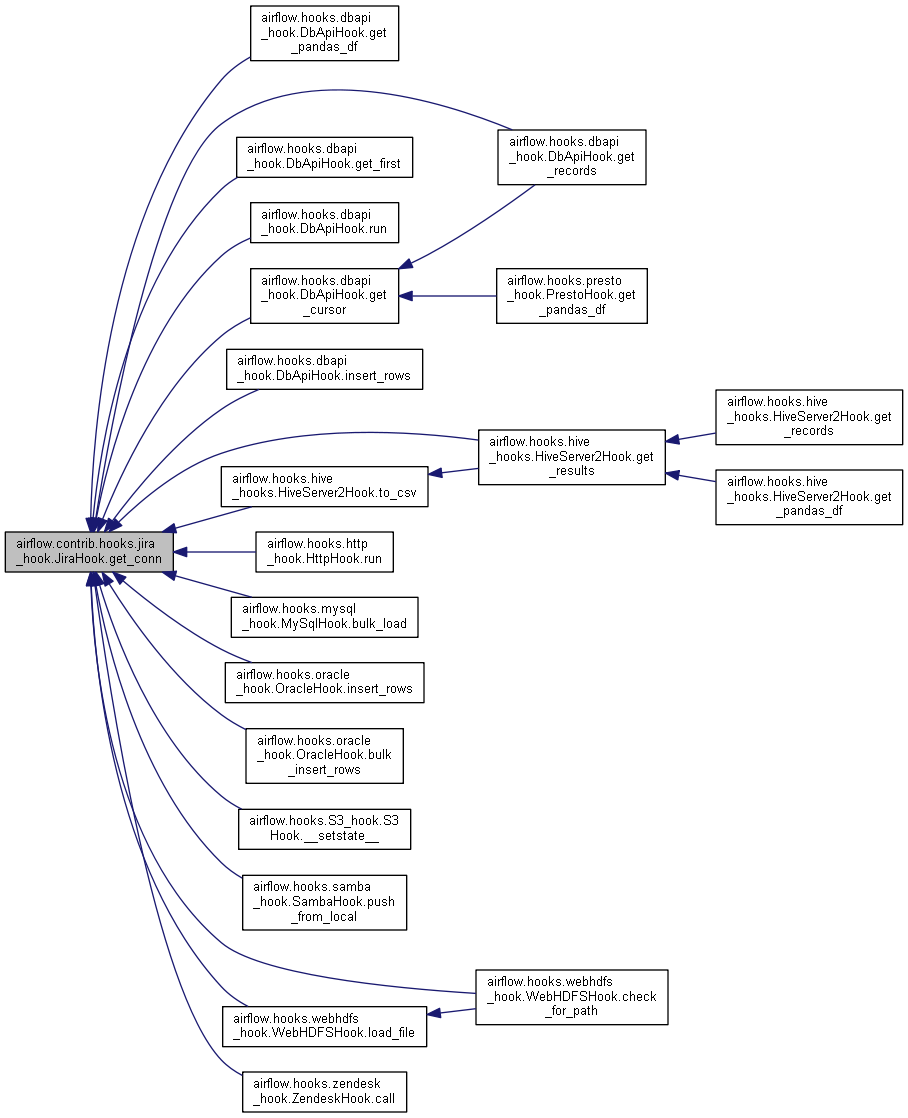 airflow.hooks.dbapi
_hook.DbApiHook.get
_pandas_df
airflow.hooks.dbapi
_hook.DbApiHook.get
_records
airflow.hooks.dbapi
_hook.DbApiHook.get_first
airflow.hooks.dbapi
_hook.DbApiHook.run
airflow.hooks.dbapi
_hook.DbApiHook.get
_cursor
airflow.hooks.presto
_hook.PrestoHook.get
_pandas_df
airflow.hooks.dbapi
_hook.DbApiHook.insert_rows
airflow.hooks.hive
_hooks.HiveServer2Hook.get
_records
airflow.hooks.hive
_hooks.HiveServer2Hook.get
_results
airflow.hooks.hive
_hooks.HiveServer2Hook.to_csv
airflow.hooks.hive
_hooks.HiveServer2Hook.get
_pandas_df
airflow.contrib.hooks.jira
_hook.JiraHook.get_conn
airflow.hooks.http
_hook.HttpHook.run
airflow.hooks.mysql
_hook.MySqlHook.bulk_load
airflow.hooks.oracle
_hook.OracleHook.insert_rows
airflow.hooks.oracle
_hook.OracleHook.bulk
_insert_rows
airflow.hooks.S3_hook.S3
Hook.__setstate__
airflow.hooks.samba
_hook.SambaHook.push
_from_local
airflow.hooks.webhdfs
_hook.WebHDFSHook.check
_for_path
airflow.hooks.webhdfs
_hook.WebHDFSHook.load_file
airflow.hooks.zendesk
_hook.ZendeskHook.call